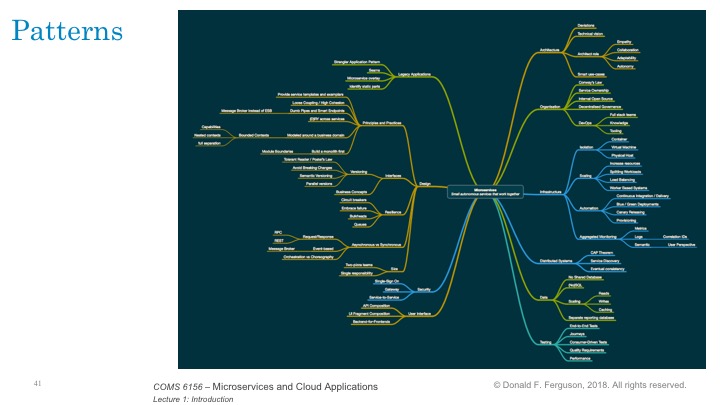 Patterns
Microservices
Small autonomous services that work together
Legacy Applications
Strangler Application Pattern
Seams
Microservice overlay
Identify static parts
Design
Principles and Practices
Provide service templates and exemplars
Loose Coupling / High Cohesion
Dumb Pipes and Smart Endpoints
Message Broker instead of ESB
(D)RY across services
Modeled around a business domain
Bounded Contexts
Capabilities
Nested contexts
full separation
Build a monolith first
Module Boundaries
Interfaces
Versioning
Tolerant Reader / Postel's Law
Avoid Breaking Changes
Semantic Versioning
Parallel versions
Business Concepts
Resilience
Circuit breakers
Embrace failure
Bulkheads
Queues
Asynchronous vs Synchronous
Request/Response
RPC
REST
Event-based
Message Broker
Orchestration vs Choreography
Size
Two-pizza teams
Single responsibility
Security
Single-Sign On
Gateway
Service-to-Service
User Interface
API Composition
UI Fragment Composition
Backend-for-Frontends
Architecture
Deviations
Technical vision
Architect role
Empathy
Collaboration
Adaptability
Autonomy
Smart use-cases
Organisation
Conway's Law
Service Ownership
Internal Open Source
Decentralised Governance
DevOps
Full stack teams
Knowledge
Tooling
Infrastructure
Isolation
Container
Virtual Machine
Physical Host
Scaling
Increase resources
Splitting Workloads
Load Balancing
Worker Based Systems
Automation
Continuous Integration / Delivery
Blue / Green Deployments
Canary Releasing
Provisioning
Aggregated Monitoring
Metrics
Logs
Correlation IDs
Semantic
User Perspective
Distributed Systems
CAP Theorem
Service Discovery
Eventual consistency
Data
No Shared Database
(No)SQL
Scaling
Reads
Writes
Caching
Separate reporting database
Testing
End-to-End Tests
Journeys
Consumer-Driven Tests
Quality Requirements
Performance
41
COMS 6156 – Microservices and Cloud Applications
Lecture 1: Introduction
© Donald F. Ferguson, 2018. All rights reserved.